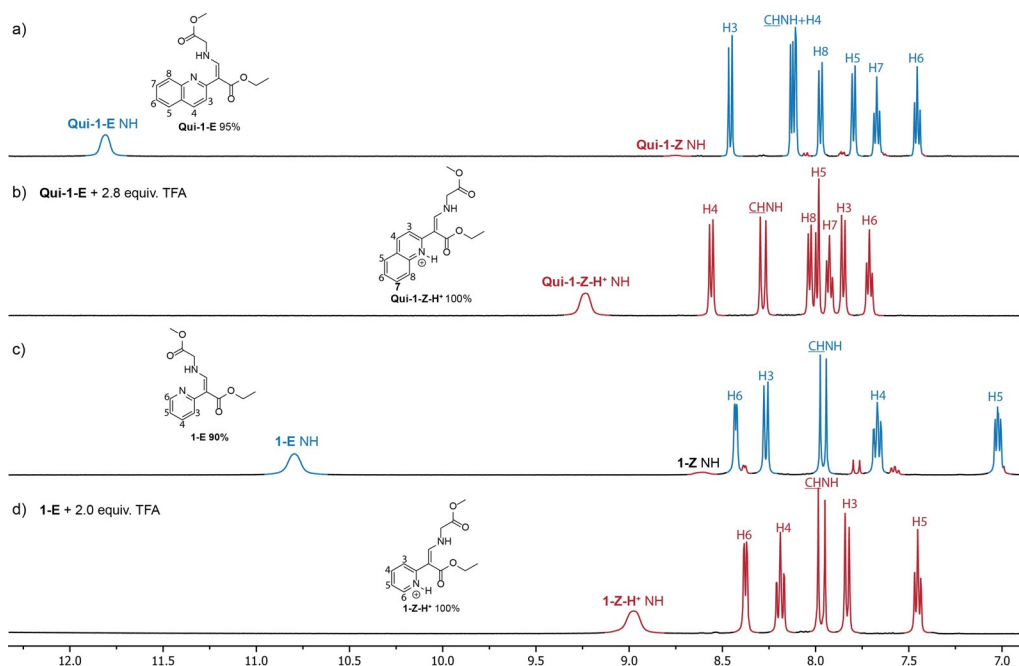 a)
O
O
NH
N
O
O
8
7
6
5
4
3
Qui-1-E 95%
Qui-1-E NH
Qui-1-Z NH
H3
CHNH+H4
H8
H5
H7
H6
b) Qui-1-E + 2.8 equiv. TFA
O
O
NH
3
4
O
O
5
N H
⊕
6
7
8
Qui-1-Z-H⁺ 100%
Qui-1-Z-H⁺ NH
H4
CHNH
H8
H5
H7
H3
H6
c)
O
O
NH
6
N
O
O
5
4
3
1-E 90%
1-E NH
1-Z NH
H6
H3
CHNH
H4
H5
d) 1-E + 2.0 equiv. TFA
O
O
NH
3
4
O
O
5
N H
6
⊕
1-Z-H⁺ 100%
1-Z-H⁺ NH
H6
H4
CHNH
H3
H5
12.0 11.5 11.0 10.5 10.0 9.5 9.0 8.5 8.0 7.5 7.0